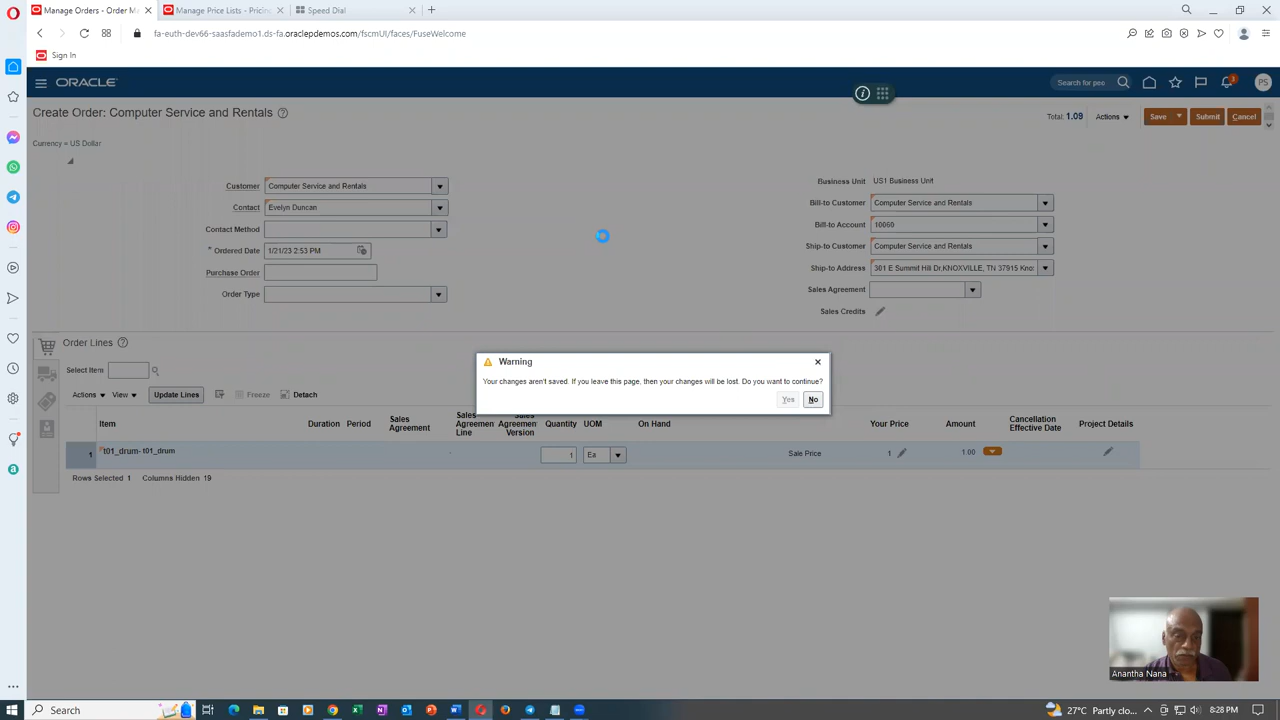 Manage Orders - Order M
Manage Price Lists - Pricin
Speed Dial
fa-euth-dev66-saasfademo1.ds-fa.oraclepdemos.com/fscmUI/faces/FuseWelcome
Sign In
ORACLE
Search for peo
3
PS
Create Order: Computer Service and Rentals
Total: 1.09
Actions
Save
Submit
Cancel
Currency = US Dollar
Customer
Computer Service and Rentals
Contact
Evelyn Duncan
Contact Method
* Ordered Date
1/21/23 2:53 PM
Purchase Order
Order Type
Business Unit
US1 Business Unit
Bill-to Customer
Computer Service and Rentals
Bill-to Account
10060
Ship-to Customer
Computer Service and Rentals
Ship-to Address
301 E Summit Hill Dr,KNOXVILLE, TN 37915 Kno
Sales Agreement
Sales Credits
Order Lines
Select Item
Warning
Your changes aren't saved. If you leave this page, then your changes will be lost. Do you want to continue?
Yes
No
Actions
View
Update Lines
Freeze
Detach
Item
Duration
Period
Sales Agreement
Sales Agreement Line
Sales Agreement Version
Quantity
UOM
On Hand
Your Price
Amount
Cancellation Effective Date
Project Details
1
t01_drum- t01_drum
1
Ea
Sale Price
1
1.00
Rows Selected 1
Columns Hidden 19
Anantha Nana
Search
27°C Partly clo...
8:28 PM